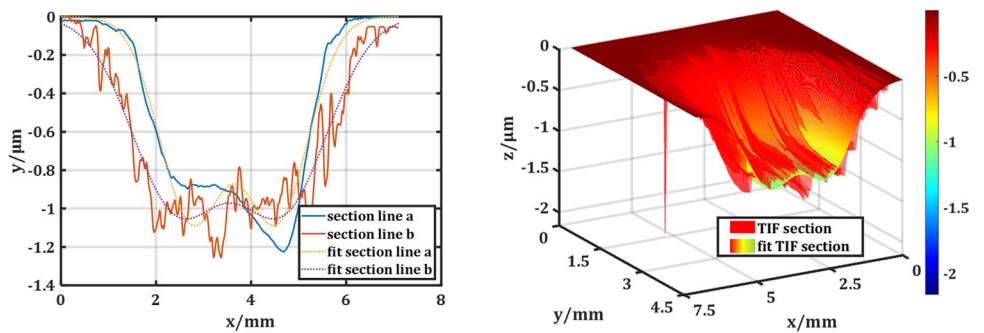 0
-0.2
-0.4
-0.6
-0.8
-1
-1.2
-1.4
y/μm
0 2 4 6 8
x/mm
section line a
section line b
fit section line a
fit section line b
0
-0.5
-1
-1.5
-2
z/μm
0
1.5
3
4.5
y/mm
7.5
5
2.5
0
x/mm
TIF section
fit TIF section
-0.5
-1
-1.5
-2